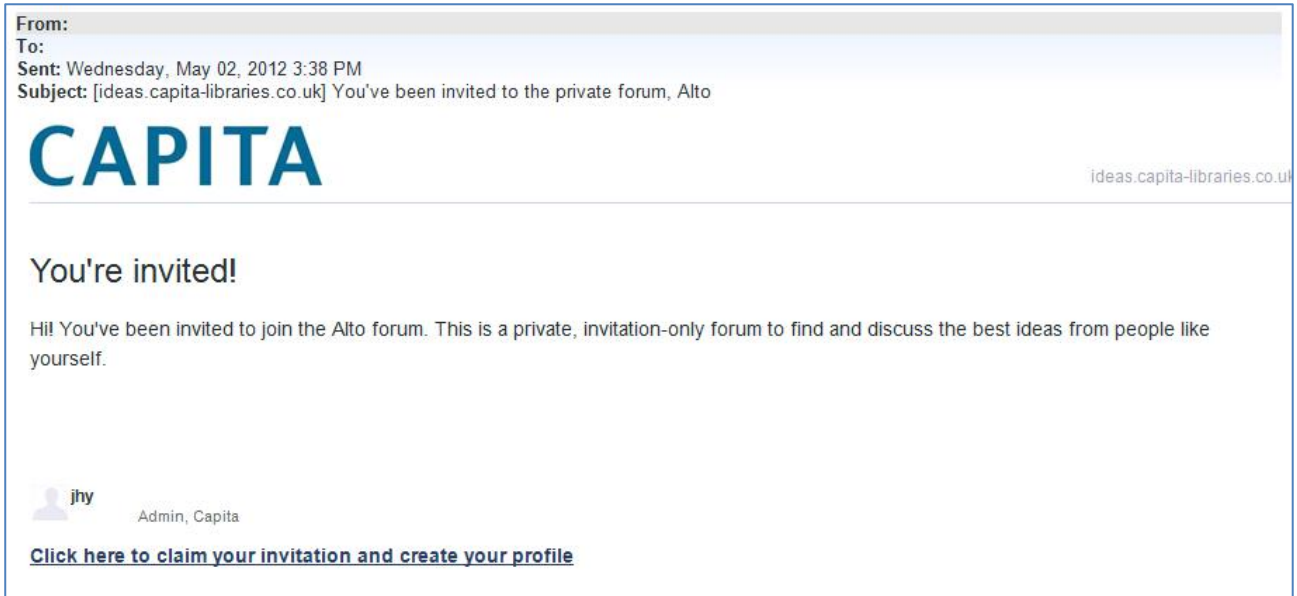 From:
To:
Sent: Wednesday, May 02, 2012 3:38 PM
Subject: [ideas.capita-libraries.co.uk] You've been invited to the private forum, Alto
CAPITA
ideas.capita-libraries.co.uk
You're invited!
Hi! You've been invited to join the Alto forum. This is a private, invitation-only forum to find and discuss the best ideas from people like
yourself.
jhy
Admin, Capita
Click here to claim your invitation and create your profile